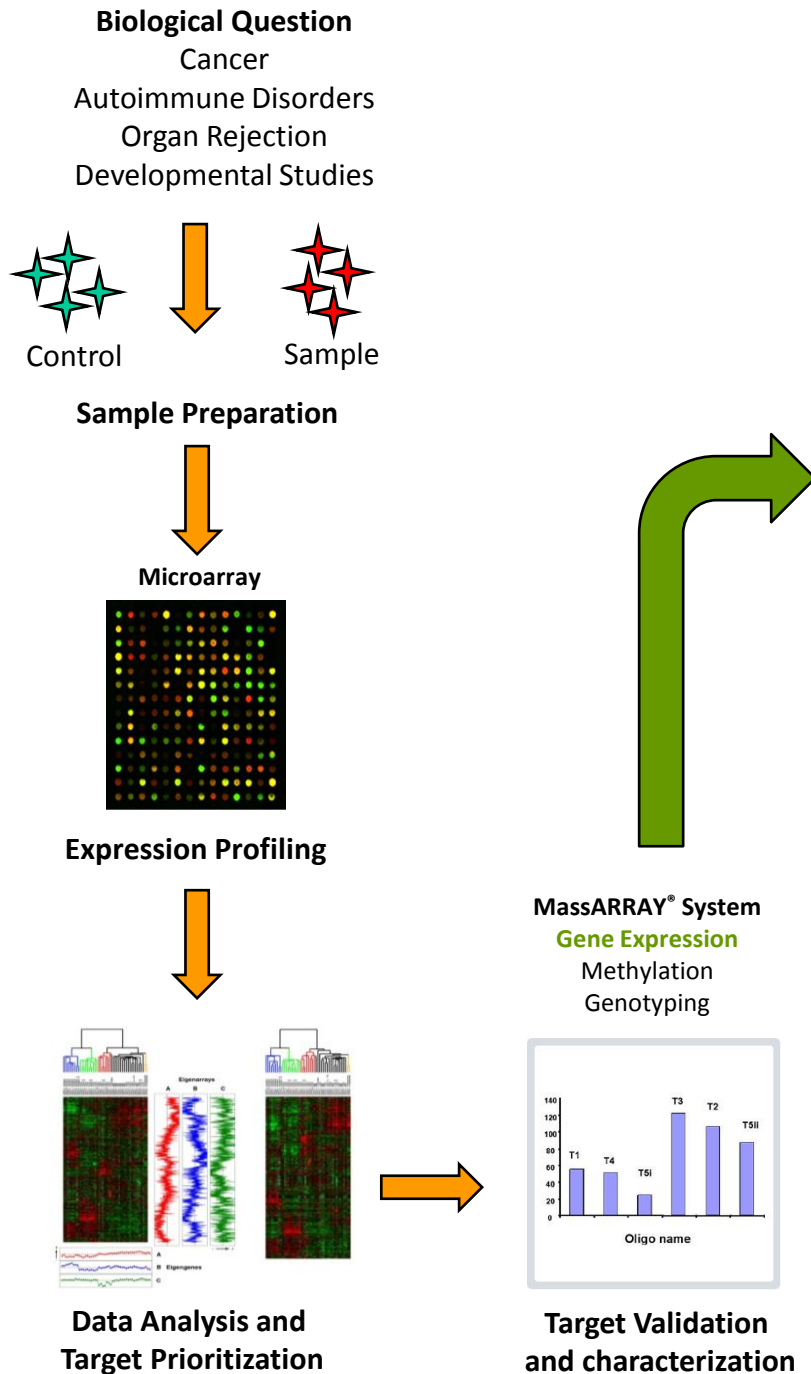 Biological Question
Cancer
Autoimmune Disorders
Organ Rejection
Developmental Studies
Control
Sample
Sample Preparation
Microarray
Expression Profiling
Eigenarrays
A B C
A
B Eigengenes
C
Data Analysis and
Target Prioritization
MassARRAY® System
Gene Expression
Methylation
Genotyping
140
120
100
80
60
40
20
0
T1
T4
T5i
T3
T2
T5ii
Oligo name
Target Validation
and characterization